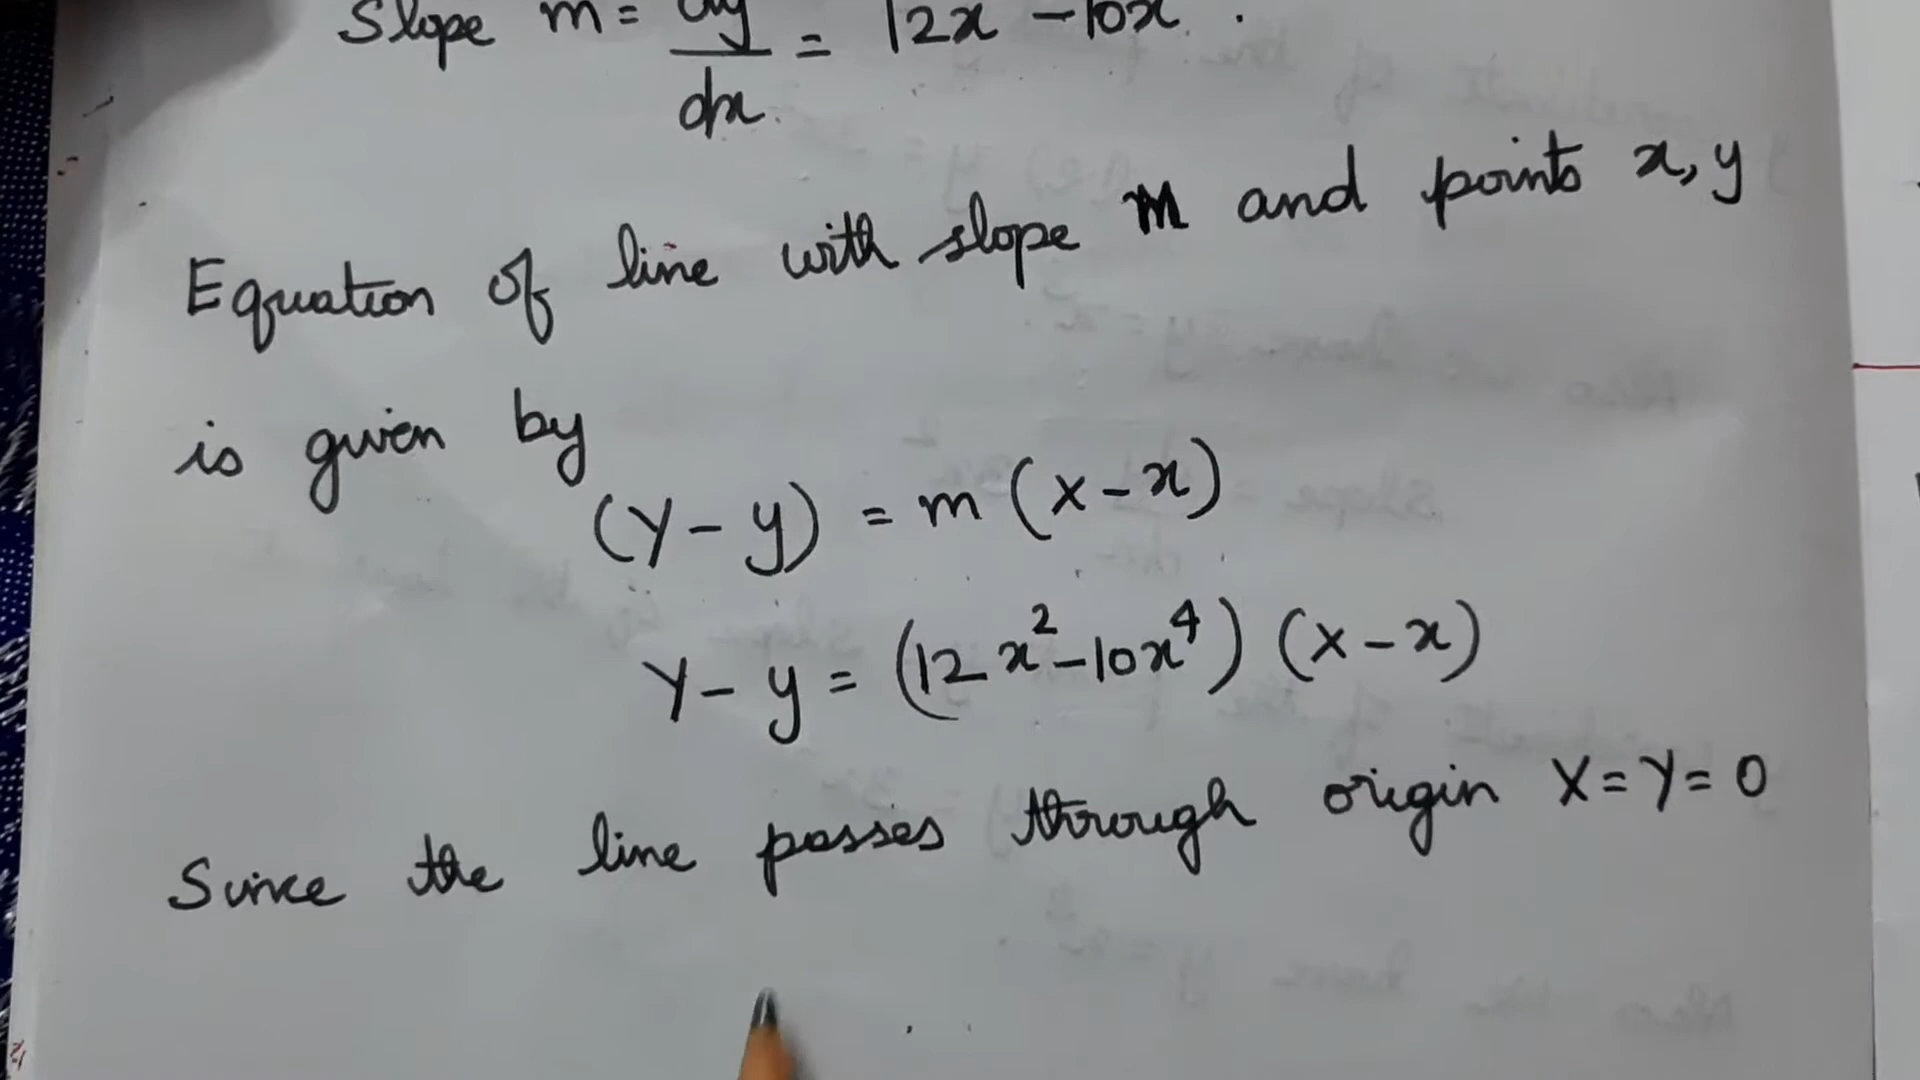 Slope m = dy/dx = 12x - 10x
Equation of line with slope m and points x, y
is given by
(Y - y) = m (X - x)
Y - y = (12x² - 10x⁴) (X - x)
Since the line passes through origin X = Y = 0